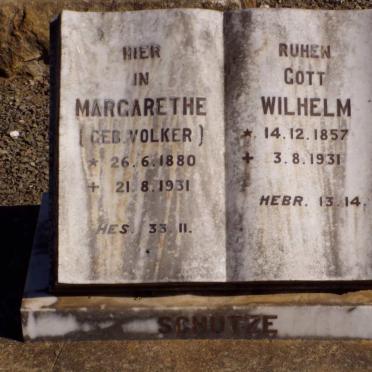 HIER
IN
MARGARETHE
(GEB. VOLKER)
* 26.6.1880
+ 21.8.1931
HES. 33.11.
RUHEN
GOTT
WILHELM
* 14.12.1857
+ 3.8.1931
HEBR. 13.14.
SCHUTZE